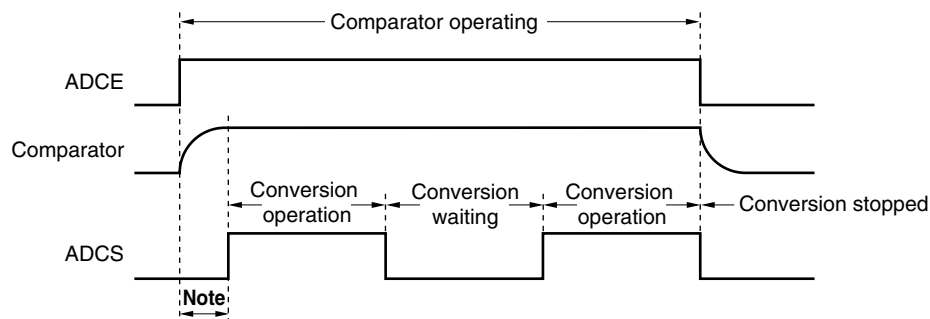 Comparator operating
ADCE
Comparator
Conversion operation
Conversion waiting
Conversion operation
Conversion stopped
ADCS
Note